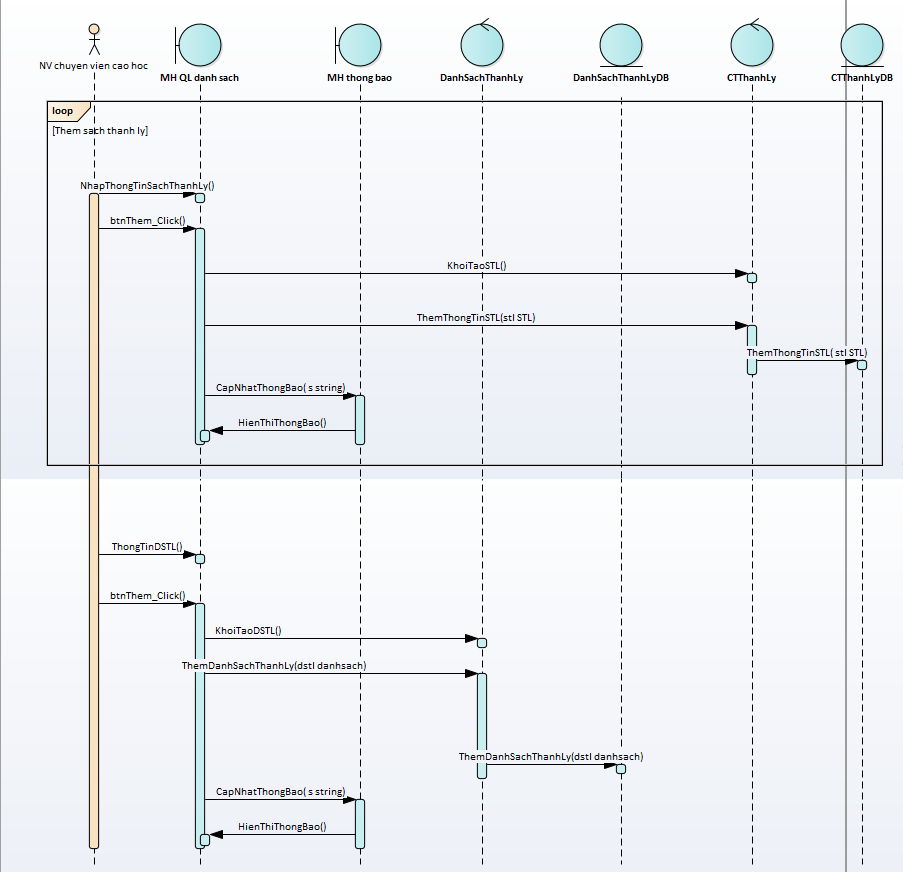 NV chuyen vien cao hoc
MH QL danh sach
MH thong bao
DanhSachThanhLy
DanhSachThanhLyDB
CTThanhLy
CTThanhLyDB
loop
[Them sach thanh ly]
NhapThongTinSachThanhLy()
btnThem_Click()
KhoiTaoSTL()
ThemThongTinSTL(stl STL)
ThemThongTinSTL( stl STL)
CapNhatThongBao( s string)
HienThiThongBao()
ThongTinDSTL()
btnThem_Click()
KhoiTaoDSTL()
ThemDanhSachThanhLy(dstl danhsach)
ThemDanhSachThanhLy(dstl danhsach)
CapNhatThongBao( s string)
HienThiThongBao()